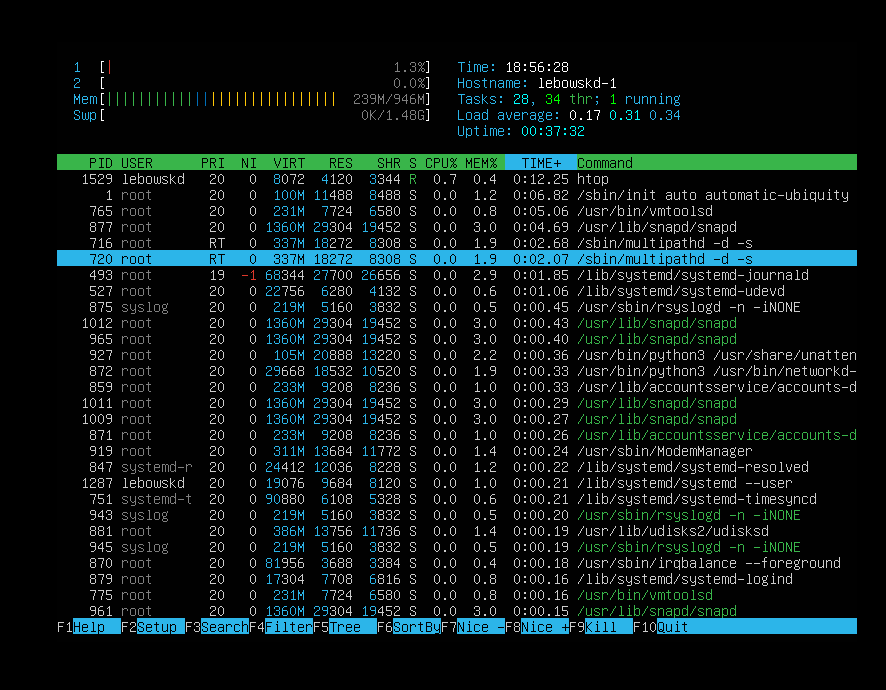 1  [|                                   1.3%]   Time: 18:56:28
2  [                                    0.0%]   Hostname: lebowskd-1
Mem[|||||||||||||||||||||||||||||  239M/946M]   Tasks: 28, 34 thr; 1 running
Swp[                                0K/1.48G]   Load average: 0.17 0.31 0.34
Uptime: 00:37:32
PID USER      PRI  NI  VIRT   RES   SHR S CPU% MEM%   TIME+  Command
1529 lebowskd   20   0  8072  4120  3344 R  0.7  0.4  0:12.25 htop
1 root       20   0  100M 11488  8488 S  0.0  1.2  0:06.82 /sbin/init auto automatic-ubiquity
765 root       20   0  231M  7724  6580 S  0.0  0.8  0:05.06 /usr/bin/vmtoolsd
877 root       20   0 1360M 29304 19452 S  0.0  3.0  0:04.69 /usr/lib/snapd/snapd
716 root       RT   0  337M 18272  8308 S  0.0  1.9  0:02.68 /sbin/multipathd -d -s
720 root       RT   0  337M 18272  8308 S  0.0  1.9  0:02.07 /sbin/multipathd -d -s
493 root       19  -1 68344 27700 26656 S  0.0  2.9  0:01.85 /lib/systemd/systemd-journald
527 root       20   0 22756  6280  4132 S  0.0  0.6  0:01.06 /lib/systemd/systemd-udevd
875 syslog     20   0  219M  5160  3832 S  0.0  0.5  0:00.45 /usr/sbin/rsyslogd -n -iNONE
1012 root       20   0 1360M 29304 19452 S  0.0  3.0  0:00.43 /usr/lib/snapd/snapd
965 root       20   0 1360M 29304 19452 S  0.0  3.0  0:00.40 /usr/lib/snapd/snapd
927 root       20   0  105M 20888 13220 S  0.0  2.2  0:00.36 /usr/bin/python3 /usr/share/unatten
872 root       20   0 29668 18532 10520 S  0.0  1.9  0:00.33 /usr/bin/python3 /usr/bin/networkd-
859 root       20   0  233M  9208  8236 S  0.0  1.0  0:00.33 /usr/lib/accountsservice/accounts-d
1011 root       20   0 1360M 29304 19452 S  0.0  3.0  0:00.29 /usr/lib/snapd/snapd
1009 root       20   0 1360M 29304 19452 S  0.0  3.0  0:00.27 /usr/lib/snapd/snapd
871 root       20   0  233M  9208  8236 S  0.0  1.0  0:00.26 /usr/lib/accountsservice/accounts-d
919 root       20   0  311M 13684 11772 S  0.0  1.4  0:00.24 /usr/sbin/ModemManager
847 systemd-r  20   0 24412 12036  8228 S  0.0  1.2  0:00.22 /lib/systemd/systemd-resolved
1287 lebowskd   20   0 19076  9684  8120 S  0.0  1.0  0:00.21 /lib/systemd/systemd --user
751 systemd-t  20   0 90880  6108  5328 S  0.0  0.6  0:00.21 /lib/systemd/systemd-timesyncd
943 syslog     20   0  219M  5160  3832 S  0.0  0.5  0:00.20 /usr/sbin/rsyslogd -n -iNONE
881 root       20   0  386M 13756 11736 S  0.0  1.4  0:00.19 /usr/lib/udisks2/udisksd
945 syslog     20   0  219M  5160  3832 S  0.0  0.5  0:00.19 /usr/sbin/rsyslogd -n -iNONE
870 root       20   0 81956  3688  3384 S  0.0  0.4  0:00.18 /usr/sbin/irqbalance --foreground
879 root       20   0 17304  7708  6816 S  0.0  0.8  0:00.16 /lib/systemd/systemd-logind
775 root       20   0  231M  7724  6580 S  0.0  0.8  0:00.16 /usr/bin/vmtoolsd
961 root       20   0 1360M 29304 19452 S  0.0  3.0  0:00.15 /usr/lib/snapd/snapd
F1Help  F2Setup F3SearchF4FilterF5Tree  F6SortByF7Nice -F8Nice +F9Kill  F10Quit